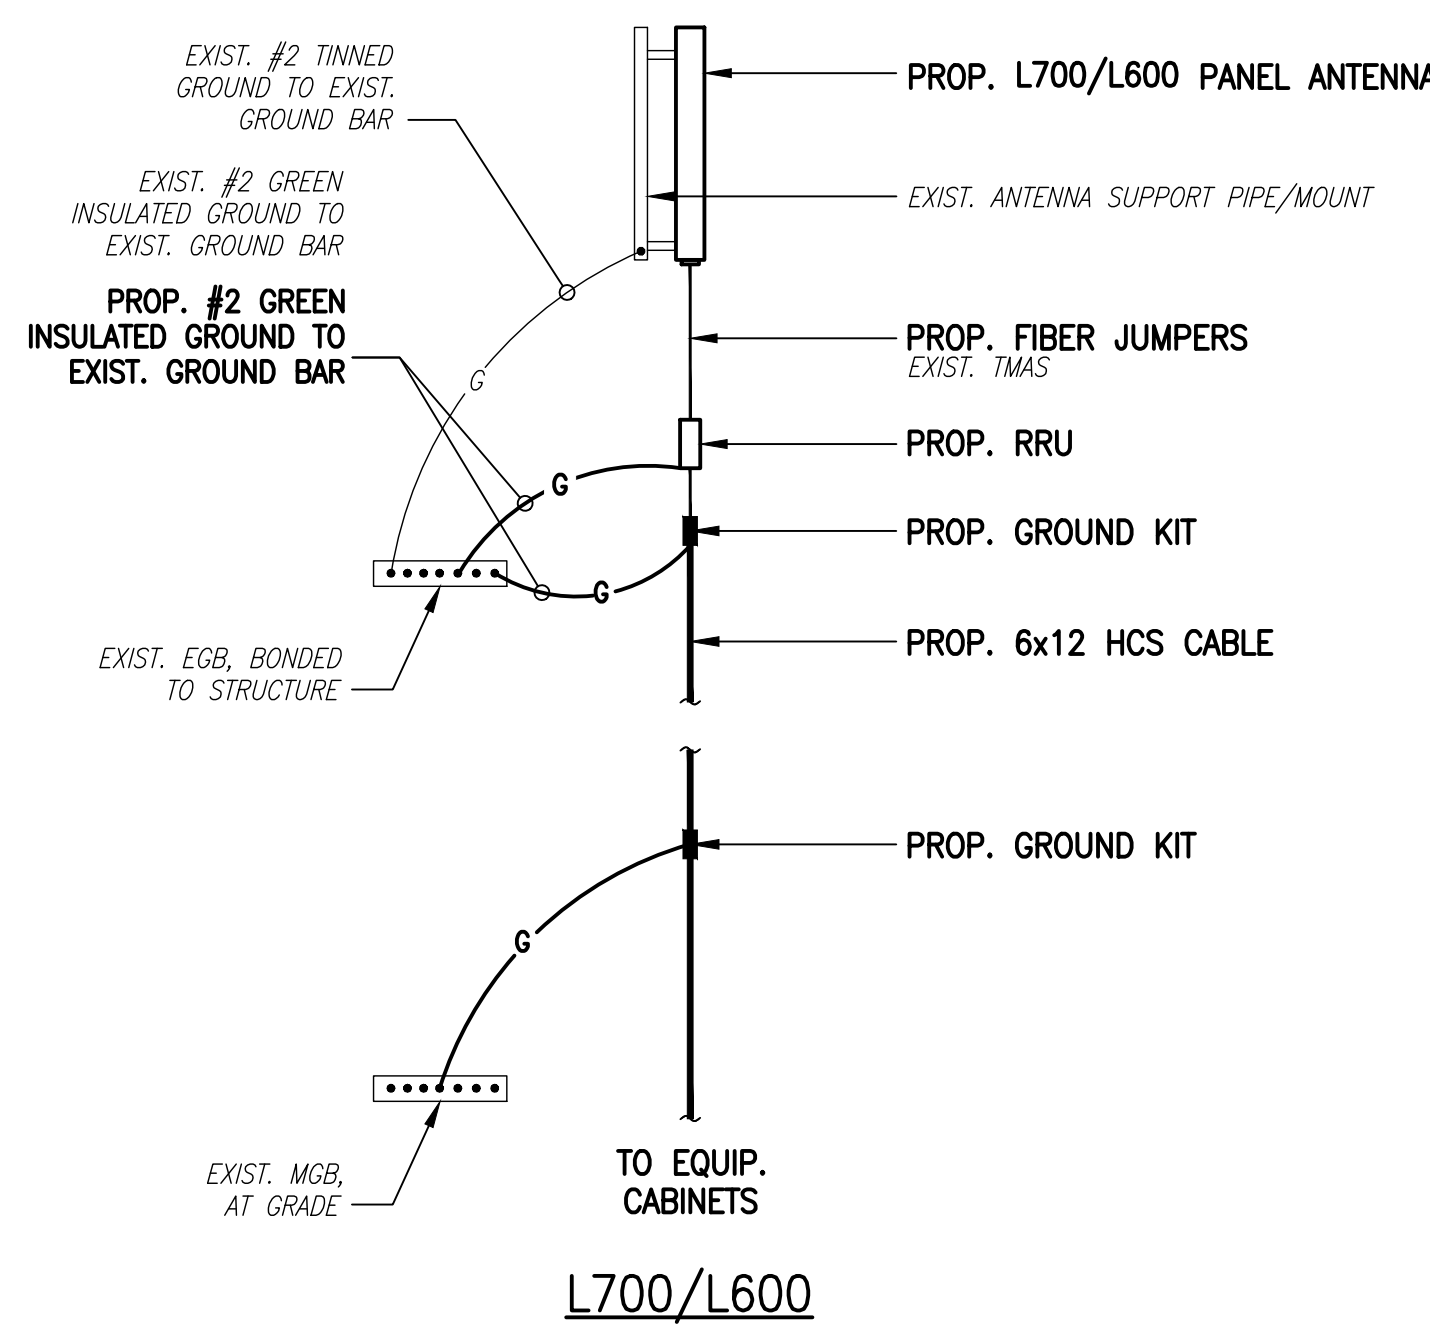 EXIST. #2 TINNED
GROUND TO EXIST.
GROUND BAR
EXIST. #2 GREEN
INSULATED GROUND TO
EXIST. GROUND BAR
PROP. #2 GREEN
INSULATED GROUND TO
EXIST. GROUND BAR
PROP. L700/L600 PANEL ANTENNA
EXIST. ANTENNA SUPPORT PIPE/MOUNT
PROP. FIBER JUMPERS
EXIST. TMAS
G
PROP. RRU
G
PROP. GROUND KIT
G
PROP. 6x12 HCS CABLE
EXIST. EGB, BONDED
TO STRUCTURE
PROP. GROUND KIT
G
EXIST. MGB,
AT GRADE
TO EQUIP.
CABINETS
L700/L600